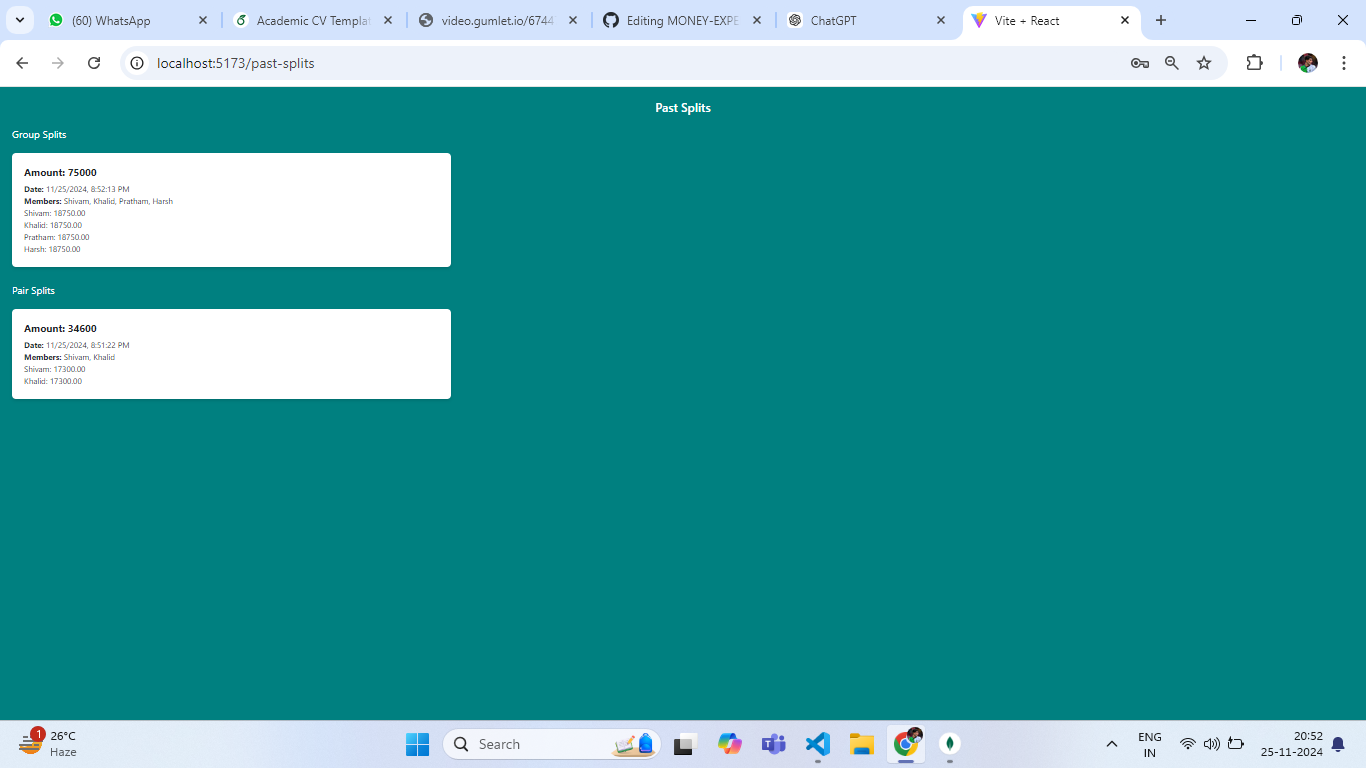 (60) WhatsApp
Academic CV Templat
video.gumlet.io/6744
Editing MONEY-EXPE
ChatGPT
Vite + React
localhost:5173/past-splits
Past Splits
Group Splits
Amount: 75000
Date: 11/25/2024, 8:52:13 PM
Members: Shivam, Khalid, Pratham, Harsh
Shivam: 18750.00
Khalid: 18750.00
Pratham: 18750.00
Harsh: 18750.00
Pair Splits
Amount: 34600
Date: 11/25/2024, 8:51:22 PM
Members: Shivam, Khalid
Shivam: 17300.00
Khalid: 17300.00
1
26°C
Haze
Search
ENG
IN
20:52
25-11-2024